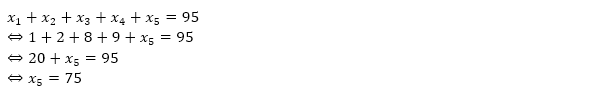 x₁ + x₂ + x₃ + x₄ + x₅ = 95
⇔ 1 + 2 + 8 + 9 + x₅ = 95
⇔ 20 + x₅ = 95
⇔ x₅ = 75